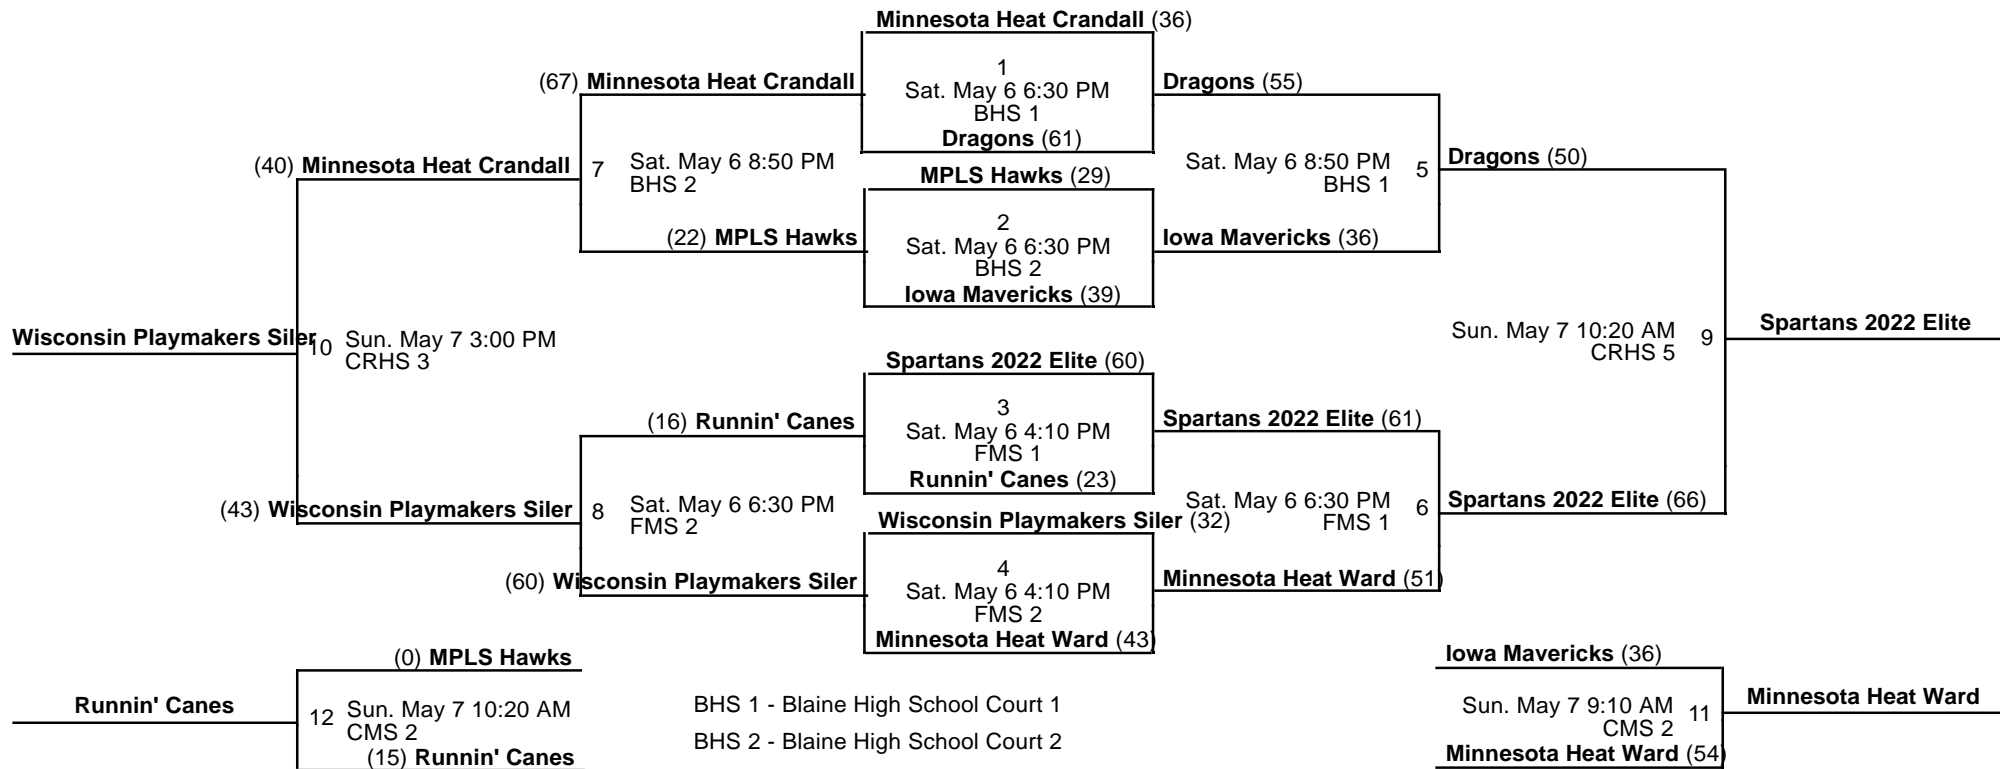 Minnesota Heat Crandall (36)
1
Sat. May 6 6:30 PM
BHS 1
Dragons (61)
(67) Minnesota Heat Crandall
Dragons (55)
(40) Minnesota Heat Crandall
7 Sat. May 6 8:50 PM
BHS 2
MPLS Hawks (29)
Sat. May 6 8:50 PM 5
BHS 1
Dragons (50)
2
Sat. May 6 6:30 PM
BHS 2
Iowa Mavericks (39)
(22) MPLS Hawks
Iowa Mavericks (36)
Wisconsin Playmakers Siler
10 Sun. May 7 3:00 PM
CRHS 3
Sun. May 7 10:20 AM 9
CRHS 5
Spartans 2022 Elite
Spartans 2022 Elite (60)
3
Sat. May 6 4:10 PM
FMS 1
Runnin' Canes (23)
(16) Runnin' Canes
Spartans 2022 Elite (61)
(43) Wisconsin Playmakers Siler
8 Sat. May 6 6:30 PM
FMS 2
Sat. May 6 6:30 PM 6
FMS 1
Spartans 2022 Elite (66)
Wisconsin Playmakers Siler (32)
4
Sat. May 6 4:10 PM
FMS 2
Minnesota Heat Ward (43)
(60) Wisconsin Playmakers Siler
Minnesota Heat Ward (51)
(0) MPLS Hawks
Runnin' Canes
12 Sun. May 7 10:20 AM
CMS 2
(15) Runnin' Canes
BHS 1 - Blaine High School Court 1
BHS 2 - Blaine High School Court 2
Iowa Mavericks (36)
Sun. May 7 9:10 AM 11
CMS 2
Minnesota Heat Ward (54)
Minnesota Heat Ward